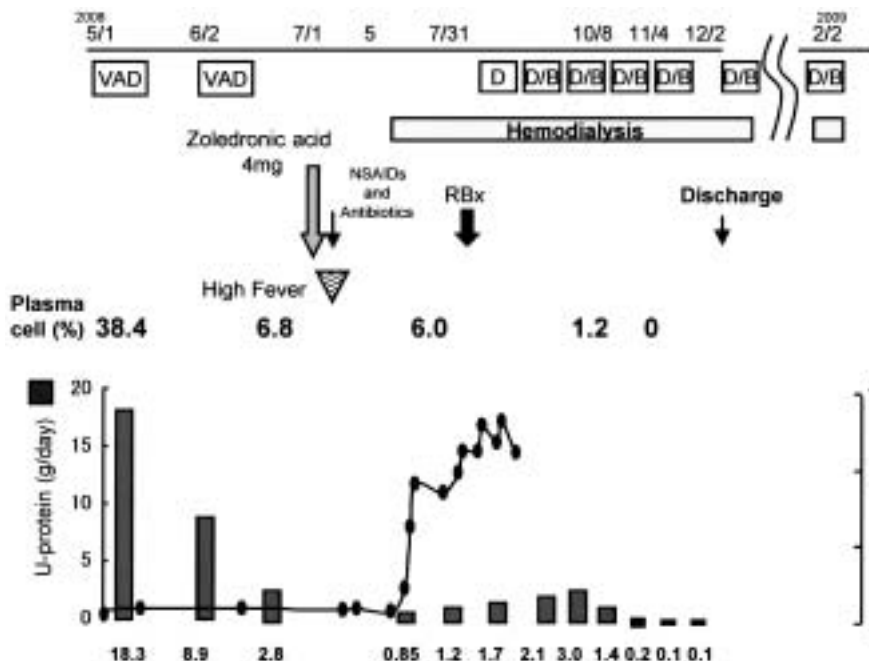 2008 2009
5/1 6/2 7/1 5 7/31 10/8 11/4 12/2 2/2
VAD VAD D D/B D/B D/B D/B D/B D/B
Hemodialysis
Zoledronic acid
4mg
NSAIDs
and
Antibiotics
RBx
Discharge
High Fever
Plasma
cell (%) 38.4 6.8 6.0 1.2 0
U-protein (g/day)
20
15
10
5
0
18.3 8.9 2.8 0.85 1.2 1.7 2.1 3.0 1.4 0.2 0.1 0.1